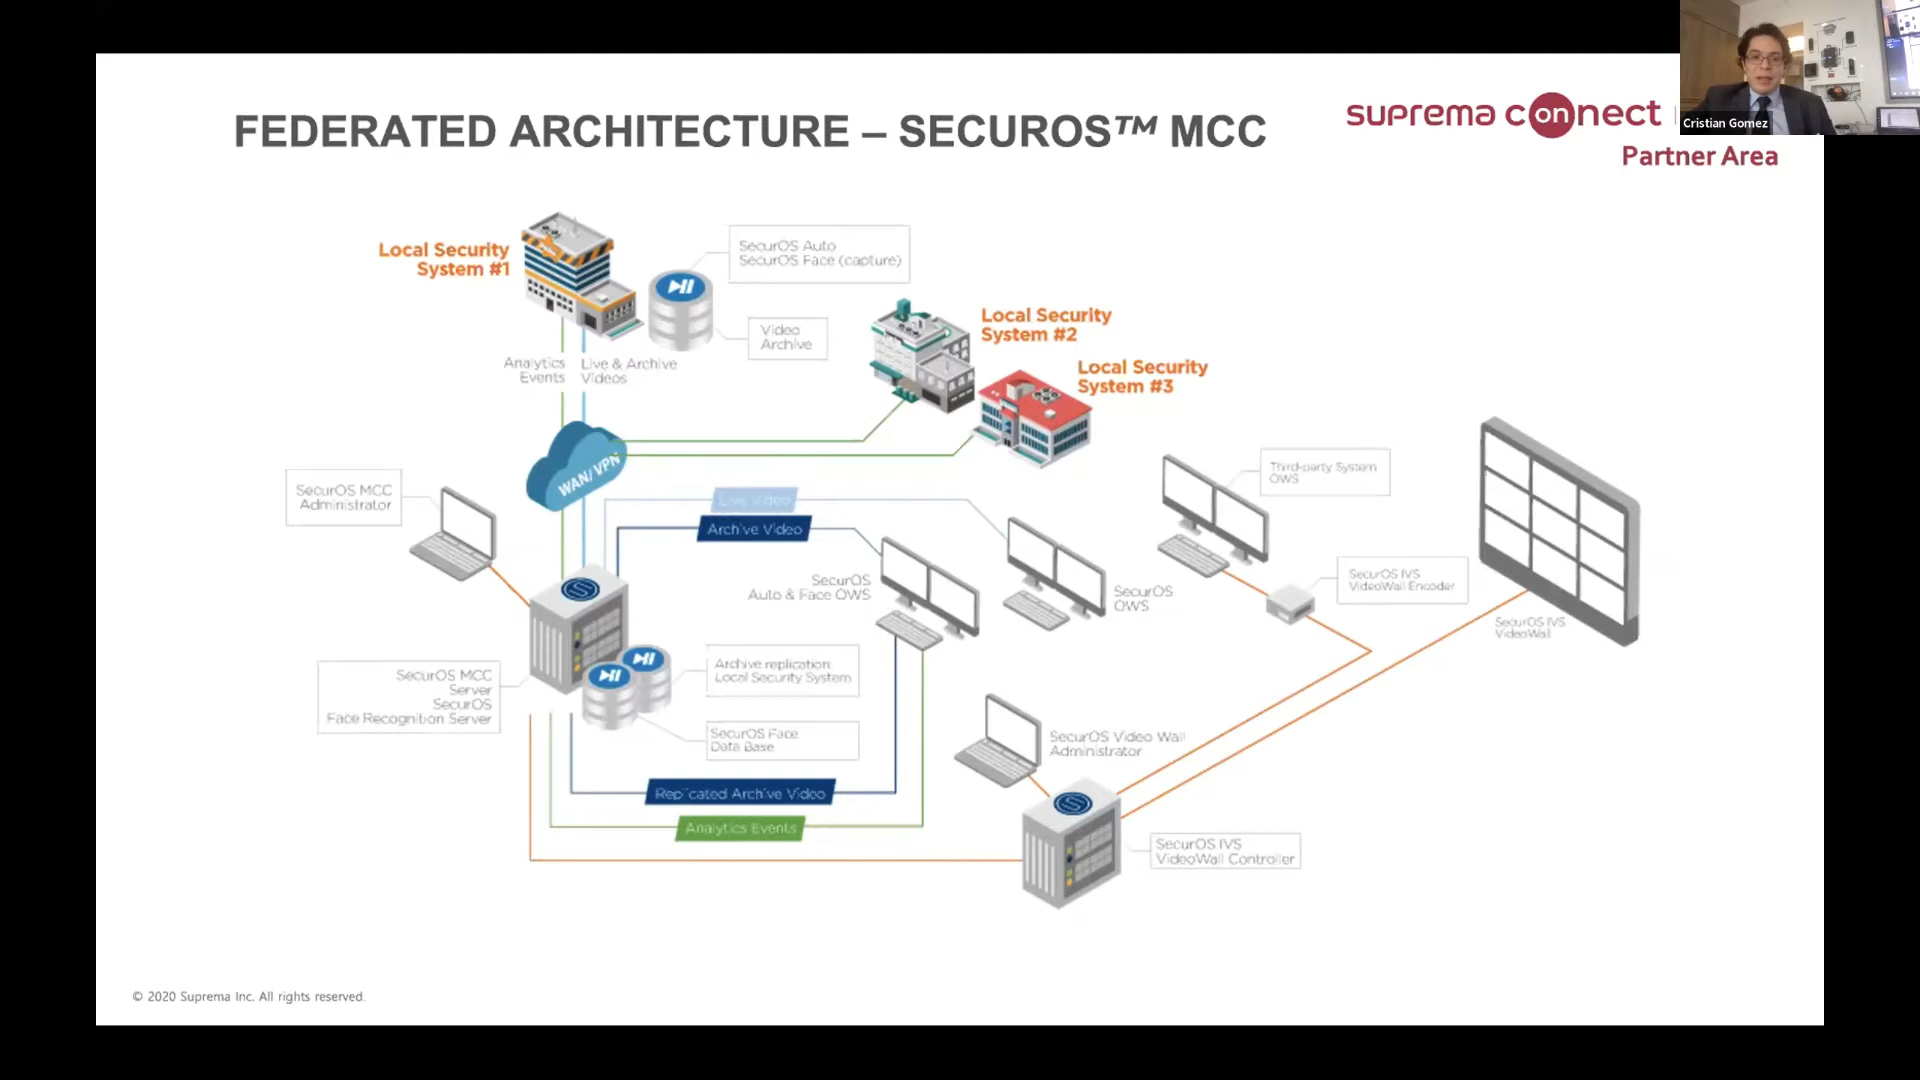 FEDERATED ARCHITECTURE – SECUROS™ MCC
suprema connect
Partner Area
Cristian Gomez
Local Security
System #1
SecurOS Auto
SecurOS Face (capture)
Video
Archive
Analytics
Events
Live & Archive
Videos
Local Security
System #2
Local Security
System #3
WAN/VPN
SecurOS MCC
Administrator
Live Video
Archive Video
Third-party System
OWS
SecurOS
Auto & Face OWS
SecurOS
OWS
SecurOS IVS
VideoWall Encoder
SecurOS IVS
VideoWall
SecurOS MCC
Server
SecurOS
Face Recognition Server
Archive replication
Local Security System
SecurOS Face
Data Base
Replicated Archive Video
Analytics Events
SecurOS Video Wall
Administrator
SecurOS IVS
VideoWall Controller
© 2020 Suprema Inc. All rights reserved.